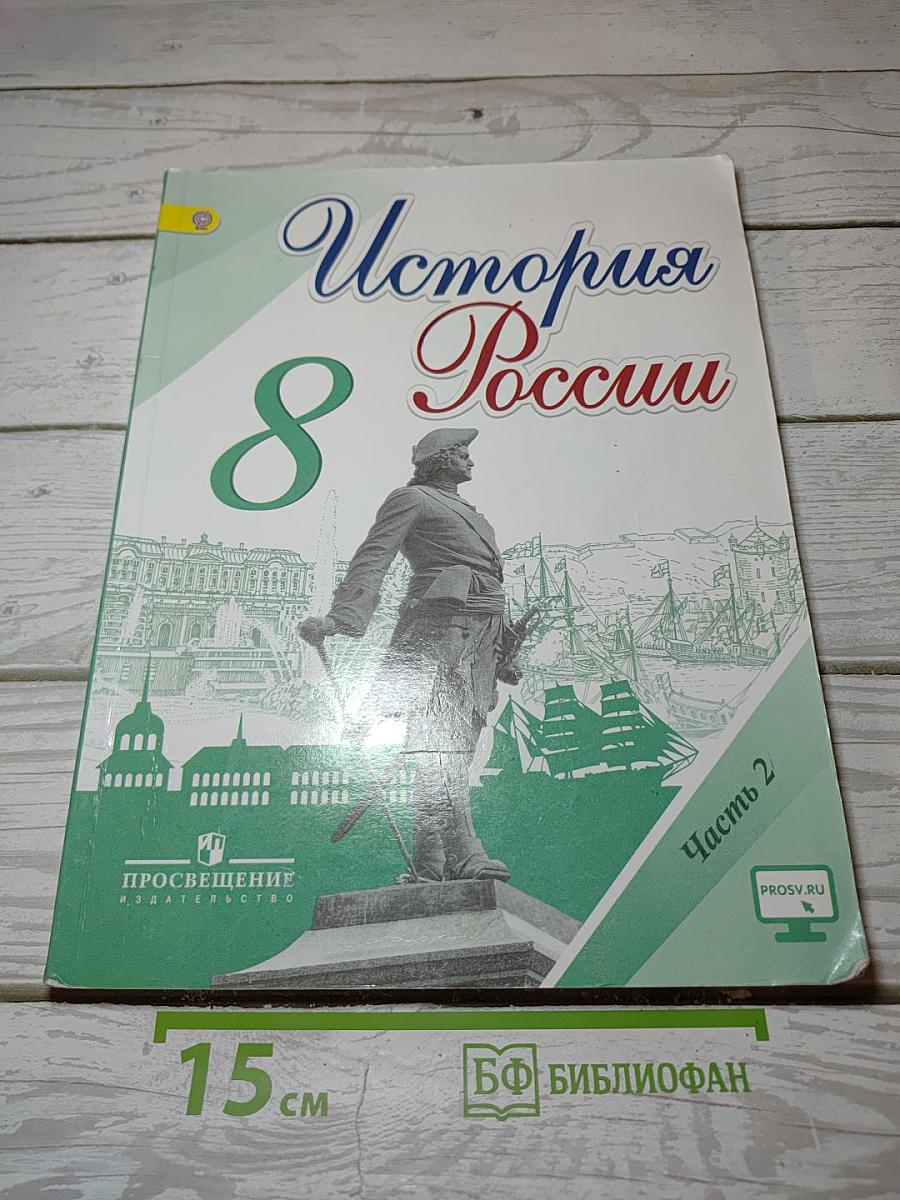 История
России
8
Часть 2
ПРОСВЕЩЕНИЕ
ИЗДАТЕЛЬСТВО
PROSV.RU
15 см
БФ БИБЛИОФАН